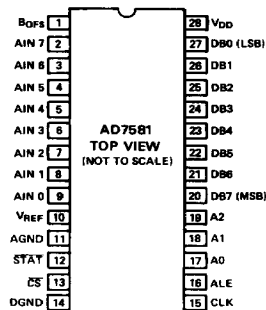 BOFS 1 28 VDD
AIN 7 2 27 DB0 (LSB)
AIN 6 3 26 DB1
AIN 5 4 25 DB2
AIN 4 5 24 DB3
AIN 3 6 23 DB4
AIN 2 7 22 DB5
AIN 1 8 21 DB6
AIN 0 9 20 DB7 (MSB)
VREF 10 19 A2
AGND 11 18 A1
STAT 12 17 A0
CS 13 16 ALE
DGND 14 15 CLK
AD7581
TOP VIEW
(NOT TO SCALE)